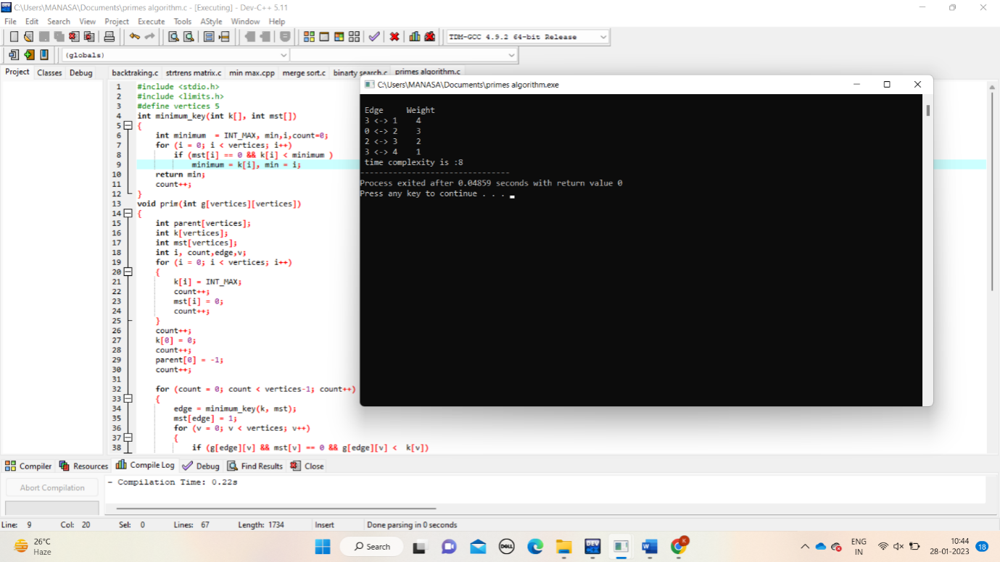 C:\Users\MANASA\Documents\primes algorithm.c - [Executing] - Dev-C++ 5.11
File Edit Search View Project Execute Tools AStyle Window Help
TDM-GCC 4.9.2 64-bit Release
(globals)
Project Classes Debug
backtraking.c strtrens matrix.c min max.cpp merge sort.c binarty search.c primes algorithm.c
1 #include <stdio.h>
2 #include <limits.h>
3 #define vertices 5
4 int minimum_key(int k[], int mst[])
5 {
6 int minimum = INT_MAX, min,i,count=0;
7 for (i = 0; i < vertices; i++)
8 if (mst[i] == 0 && k[i] < minimum )
9 minimum = k[i], min = i;
10 return min;
11 count++;
12 }
13 void prim(int g[vertices][vertices])
14 {
15 int parent[vertices];
16 int k[vertices];
17 int mst[vertices];
18 int i, count,edge,v;
19 for (i = 0; i < vertices; i++)
20 {
21 k[i] = INT_MAX;
22 count++;
23 mst[i] = 0;
24 count++;
25 }
26 count++;
27 k[0] = 0;
28 count++;
29 parent[0] = -1;
30 count++;
31
32 for (count = 0; count < vertices-1; count++)
33 {
34 edge = minimum_key(k, mst);
35 mst[edge] = 1;
36 for (v = 0; v < vertices; v++)
37 {
38 if (g[edge][v] && mst[v] == 0 && g[edge][v] < k[v])
C:\Users\MANASA\Documents\primes algorithm.exe
Edge Weight
3 <-> 1 4
0 <-> 2 3
2 <-> 3 2
3 <-> 4 1
time complexity is :8
--------------------------------
Process exited after 0.04859 seconds with return value 0
Press any key to continue . . .
Compiler Resources Compile Log Debug Find Results Close
Abort Compilation
- Compilation Time: 0.22s
Line: 9 Col: 20 Sel: 0 Lines: 67 Length: 1734 Insert Done parsing in 0 seconds
26°C
Haze
Search
DELL
DEV
W
K
ENG
IN
10:44
28-01-2023
18